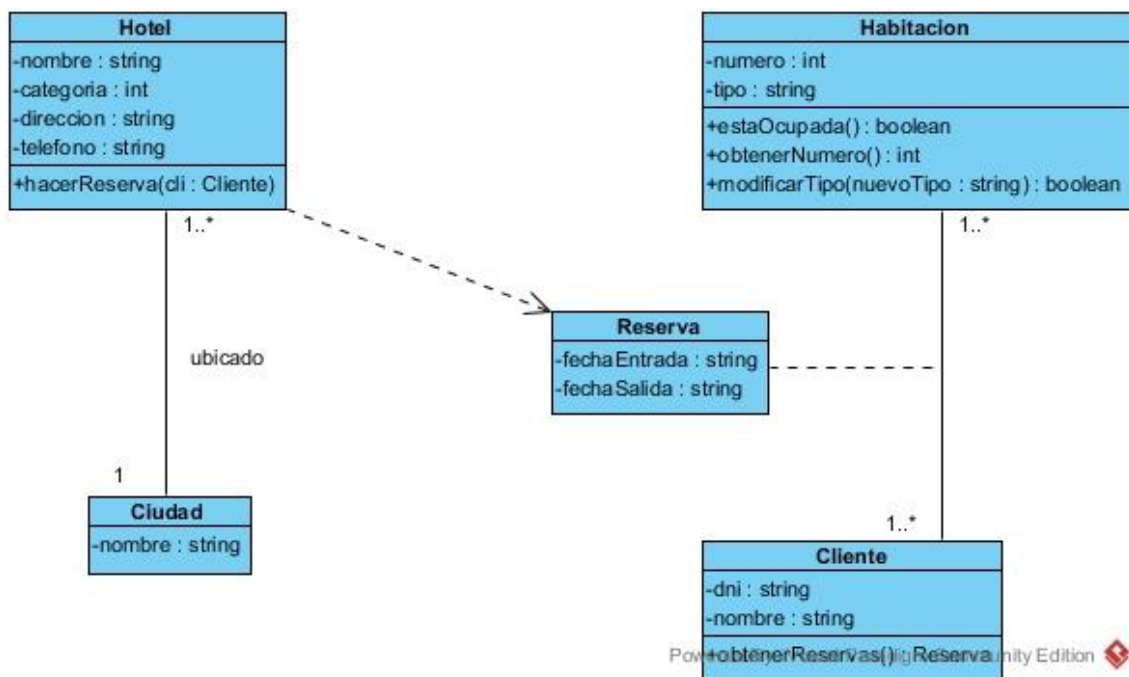 Hotel
-nombre : string
-categoria : int
-direccion : string
-telefono : string
+hacerReserva(cli : Cliente)
1..*
Habitacion
-numero : int
-tipo : string
+estaOcupada() : boolean
+obtenerNumero() : int
+modificarTipo(nuevoTipo : string) : boolean
1..*
Reserva
-fechaEntrada : string
-fechaSalida : string
ubicado
1
Ciudad
-nombre : string
1..*
Cliente
-dni : string
-nombre : string
+obtenerReservas() : Reserva